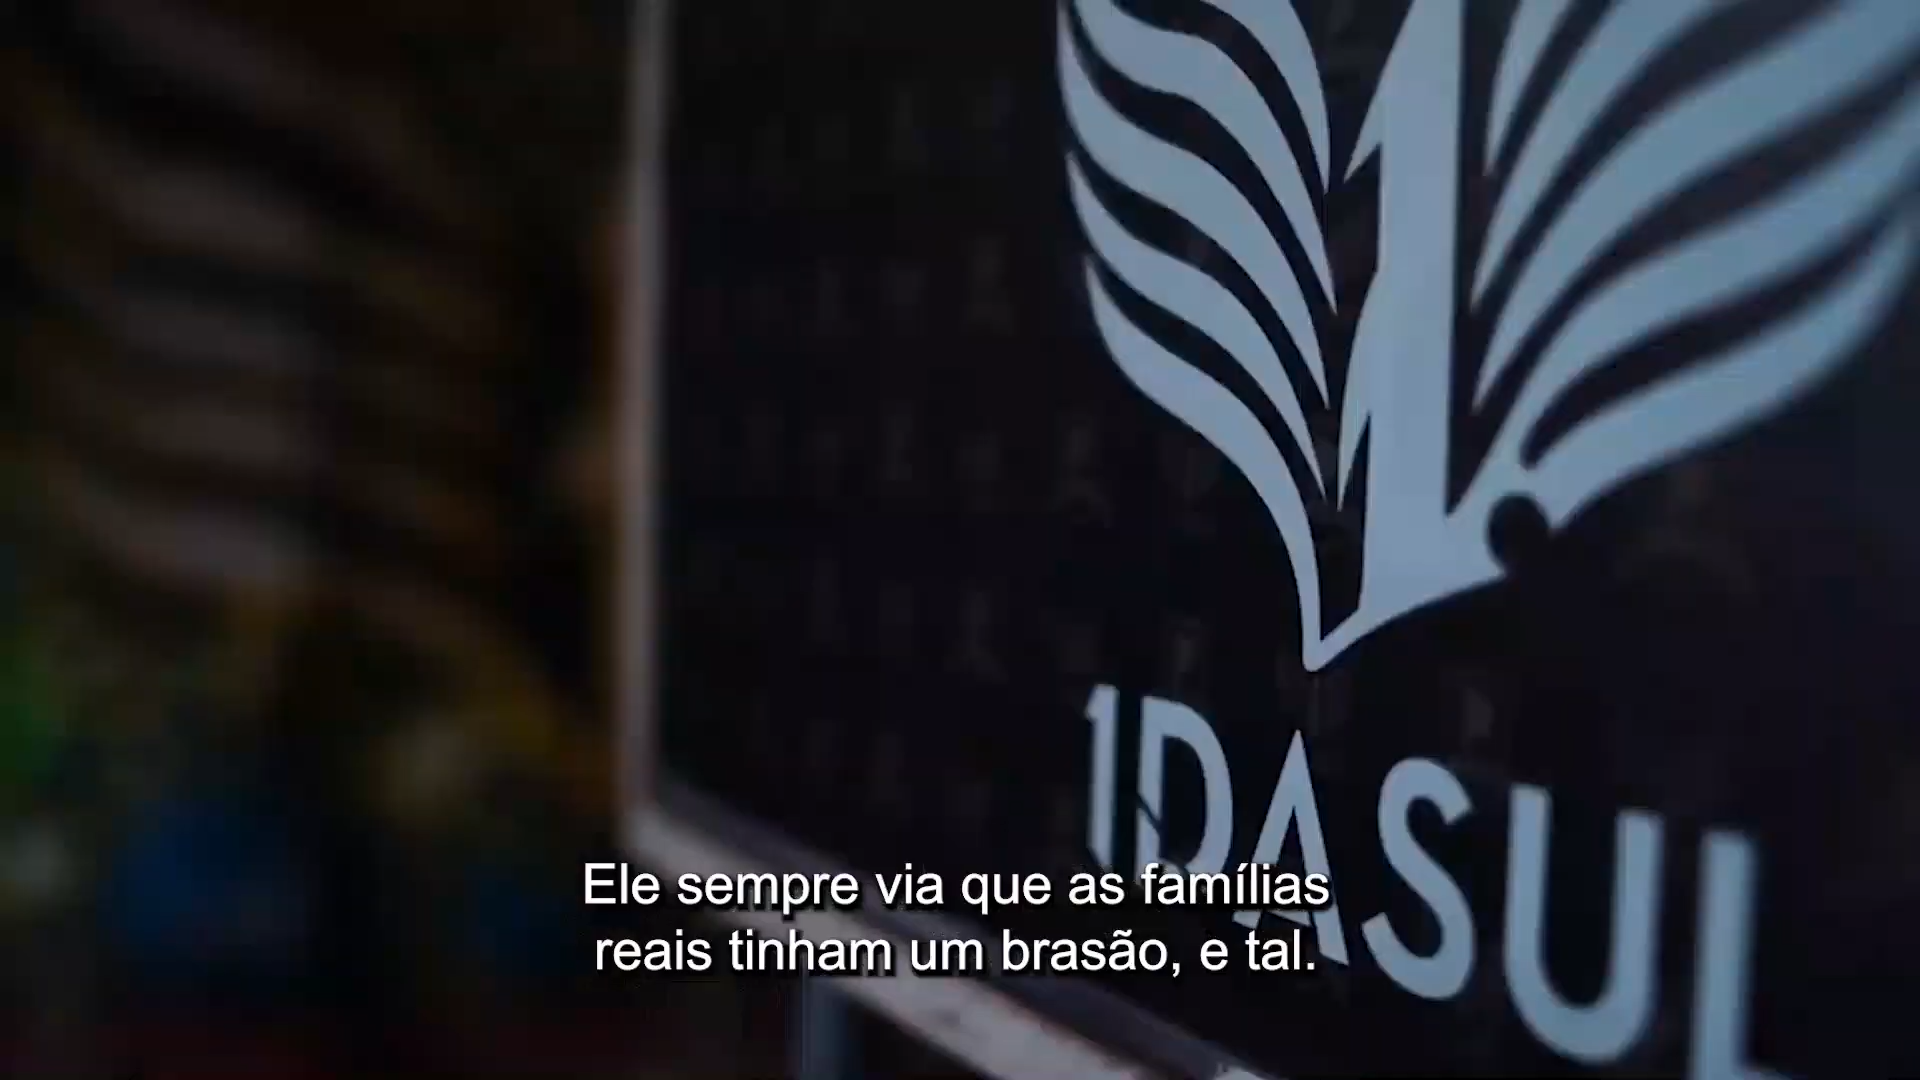 1DASUL
Ele sempre via que as famílias
reais tinham um brasão, e tal.